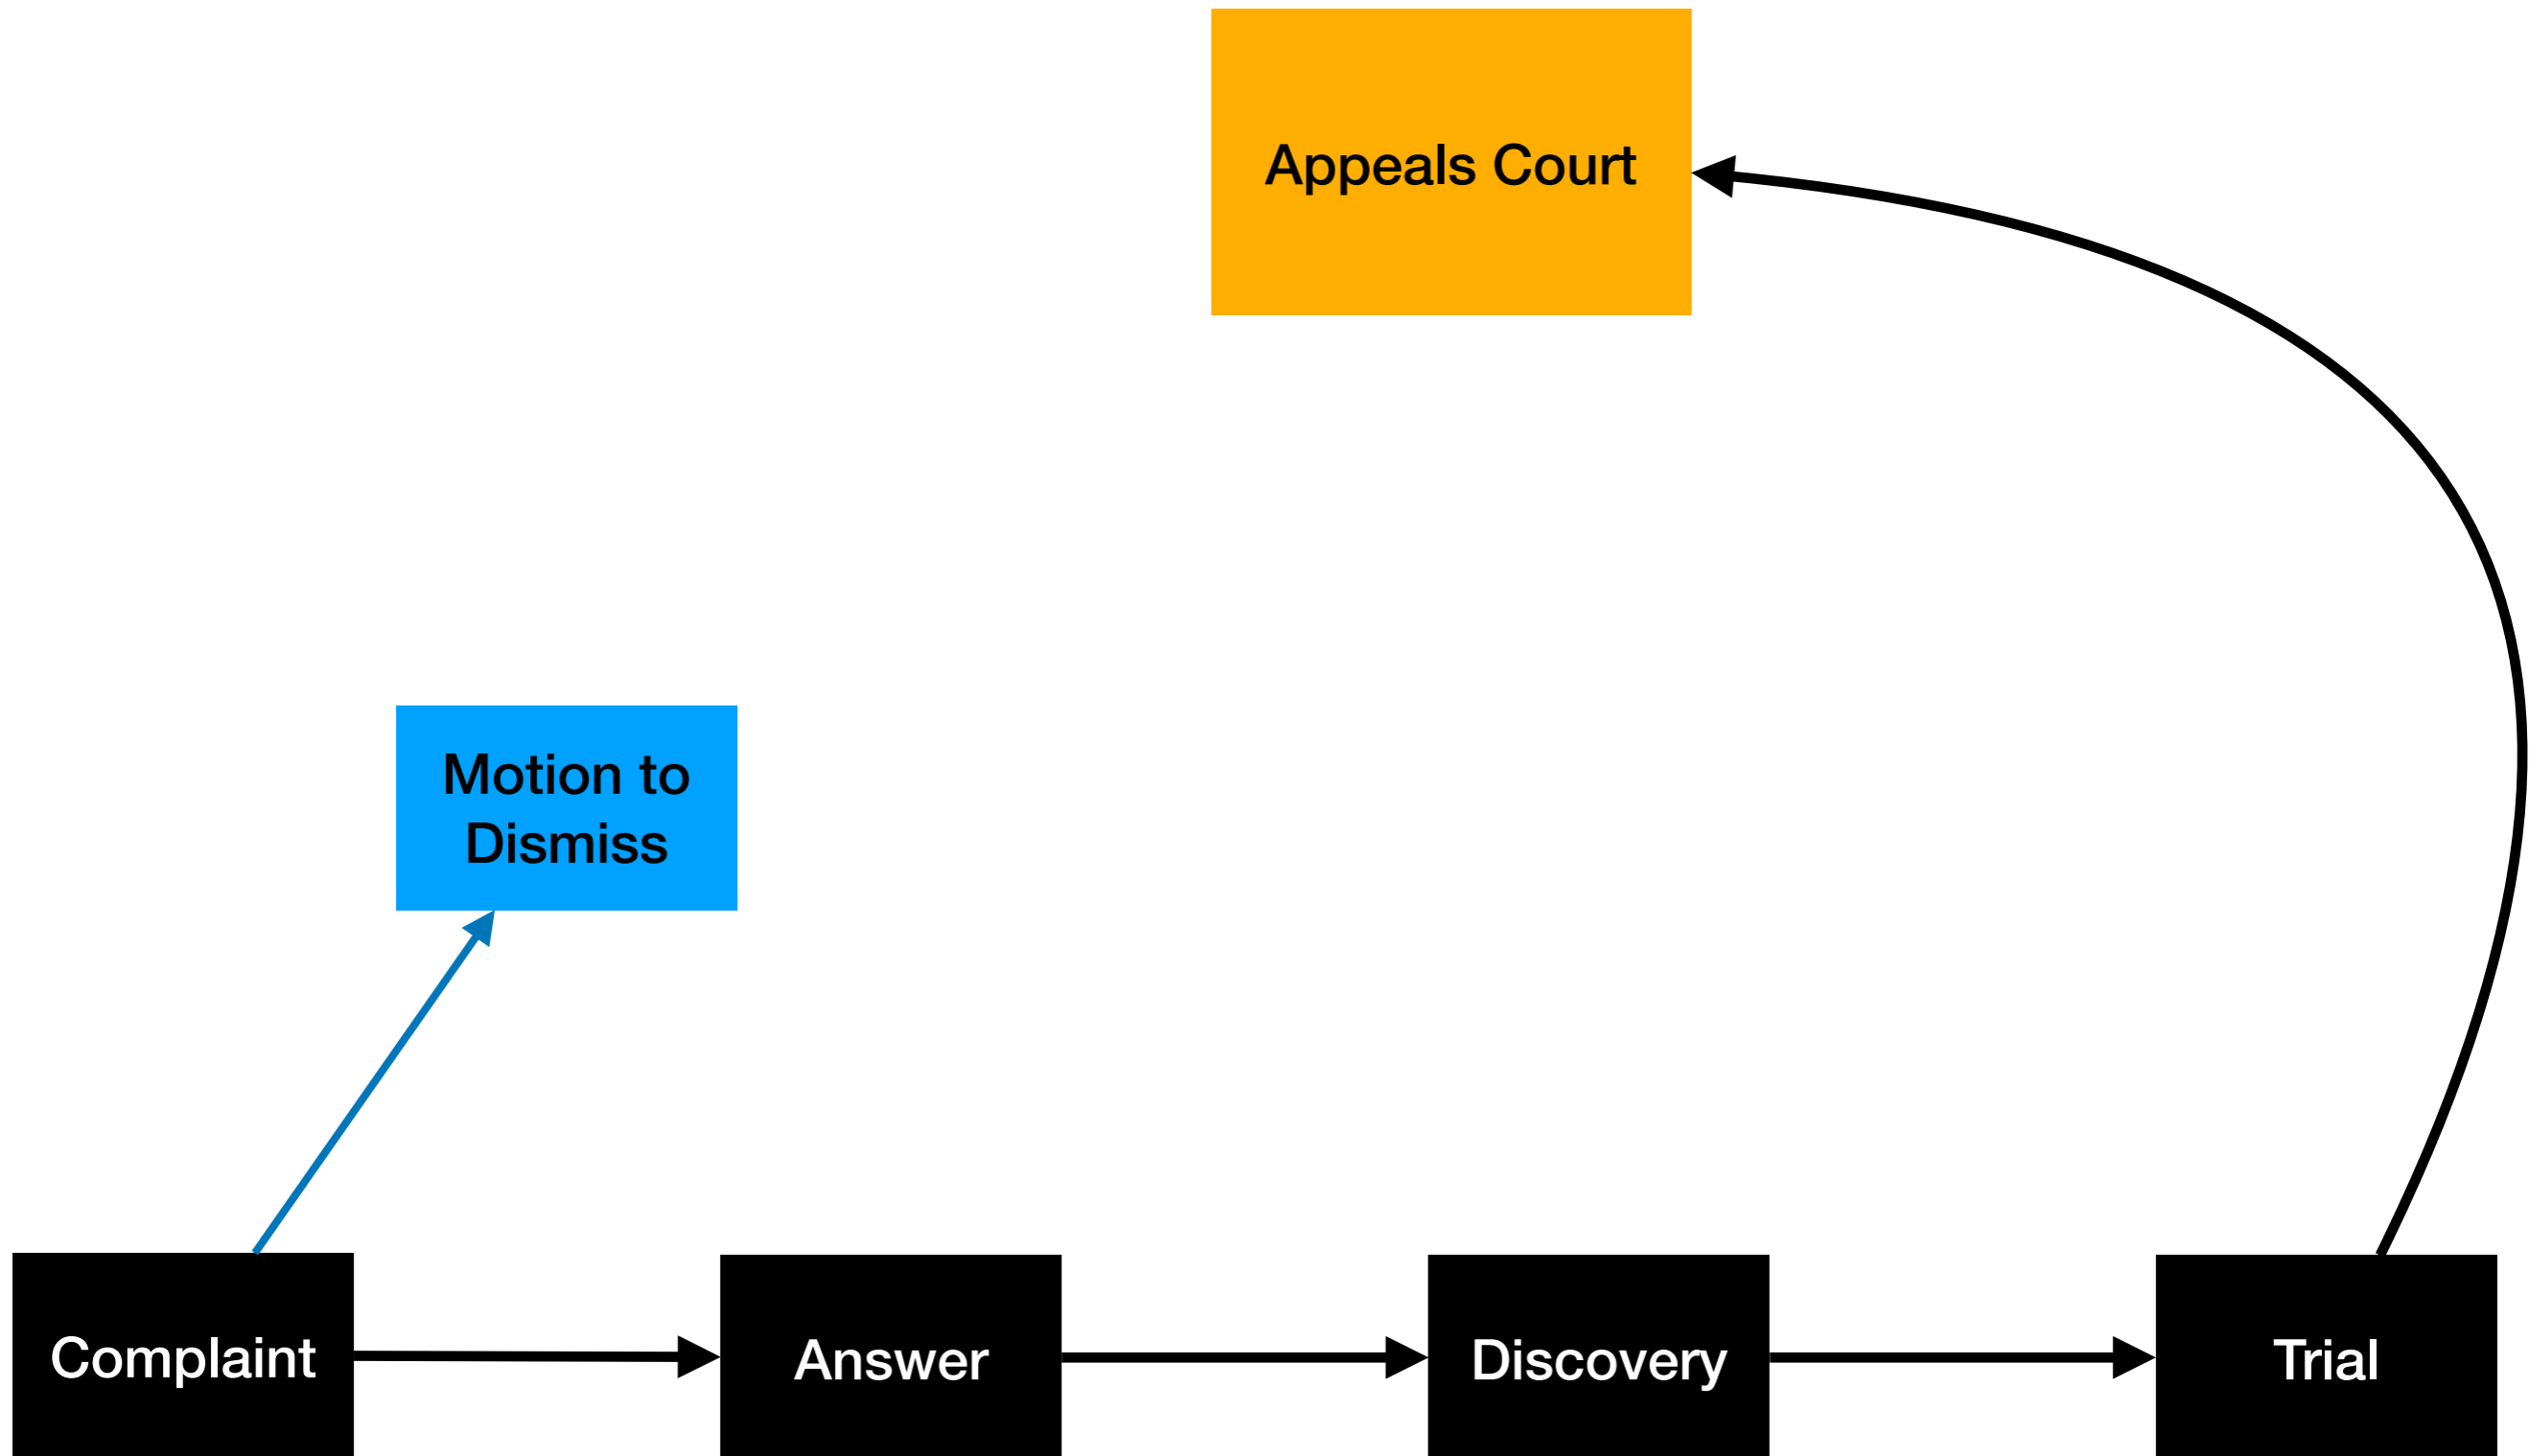 Appeals Court
Motion to
Dismiss
Complaint
Answer
Discovery
Trial